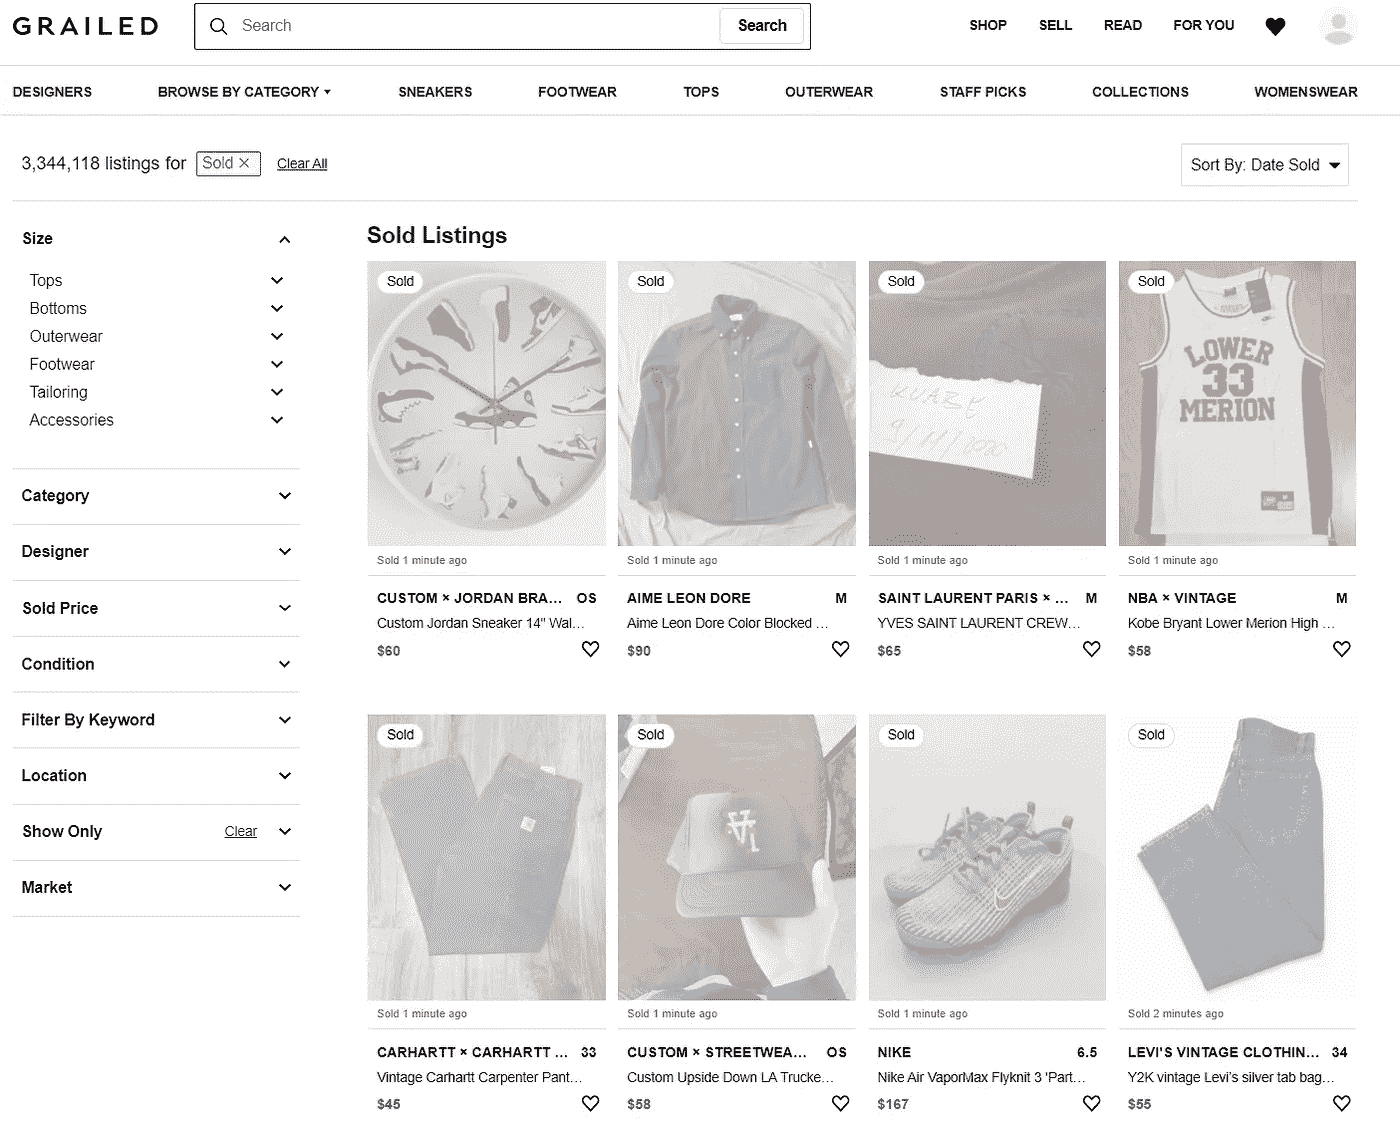 GRAILED
Search
Search
SHOP
SELL
READ
FOR YOU
DESIGNERS
BROWSE BY CATEGORY
SNEAKERS
FOOTWEAR
TOPS
OUTERWEAR
STAFF PICKS
COLLECTIONS
WOMENSWEAR
3,344,118 listings for Sold × Clear All
Sort By: Date Sold
Size
Tops
Bottoms
Outerwear
Footwear
Tailoring
Accessories
Category
Designer
Sold Price
Condition
Filter By Keyword
Location
Show Only Clear
Market
Sold Listings
Sold
Sold 1 minute ago
CUSTOM × JORDAN BRA... OS
Custom Jordan Sneaker 14" Wal...
$60
Sold
Sold 1 minute ago
AIME LEON DORE M
Aime Leon Dore Color Blocked ...
$90
Sold
KVABE
9/11/2020
Sold 1 minute ago
SAINT LAURENT PARIS × ... M
YVES SAINT LAURENT CREW...
$65
Sold
LOWER
33
MERION
Sold 1 minute ago
NBA × VINTAGE M
Kobe Bryant Lower Merion High ...
$58
Sold
Sold 1 minute ago
CARHARTT × CARHARTT ... 33
Vintage Carhartt Carpenter Pant...
$45
Sold
Sold 1 minute ago
CUSTOM × STREETWEA... OS
Custom Upside Down LA Trucke...
$58
Sold
Sold 1 minute ago
NIKE 6.5
Nike Air VaporMax Flyknit 3 'Part...
$167
Sold
Sold 2 minutes ago
LEVI'S VINTAGE CLOTHIN... 34
Y2K vintage Levi's silver tab bag...
$55